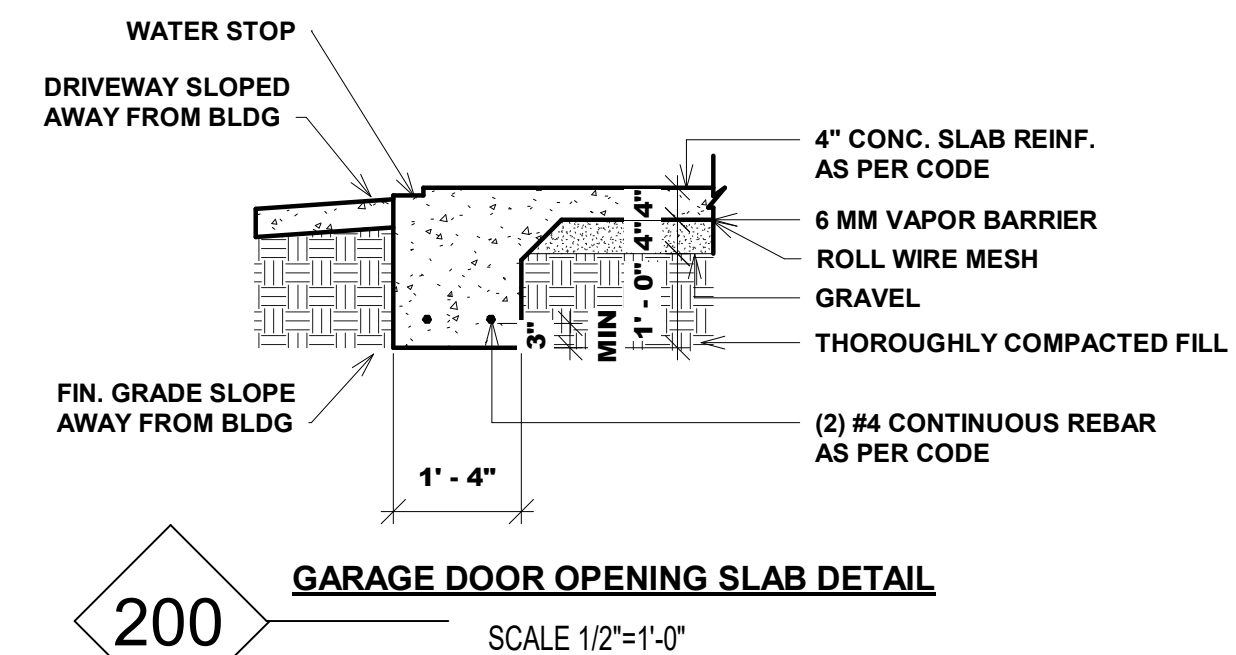 WATER STOP
DRIVEWAY SLOPED
AWAY FROM BLDG
4" CONC. SLAB REINF.
AS PER CODE
6 MM VAPOR BARRIER
ROLL WIRE MESH
GRAVEL
THOROUGHLY COMPACTED FILL
(2) #4 CONTINUOUS REBAR
AS PER CODE
FIN. GRADE SLOPE
AWAY FROM BLDG
4"
4"
1' - 0"
MIN
3"
1' - 4"
GARAGE DOOR OPENING SLAB DETAIL
200
SCALE 1/2"=1'-0"